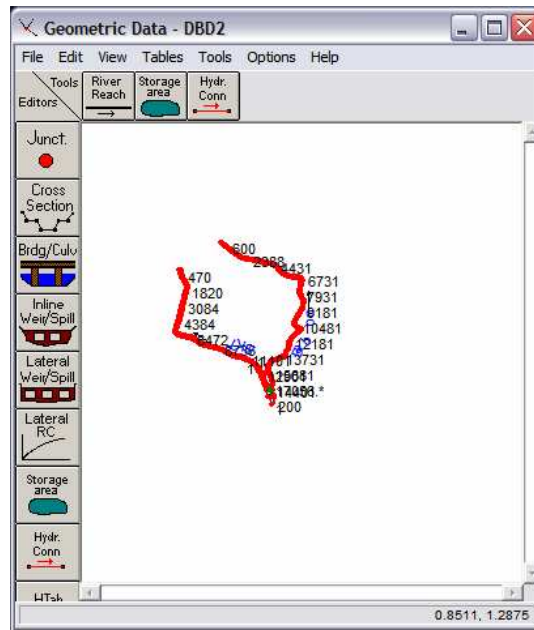 Geometric Data - DBD2
File Edit View Tables Tools Options Help
Tools
Editors
River
Reach
Storage
area
Hydr.
Conn
Junct.
Cross
Section
Brdg/Culv
Inline
Weir/Spill
Lateral
Weir/Spill
Lateral
RC
Storage
area
Hydr.
Conn
HTab
600
2988
4431
6731
7931
9181
10481
12181
13731
470
1820
3084
4384
200
0.8511, 1.2875